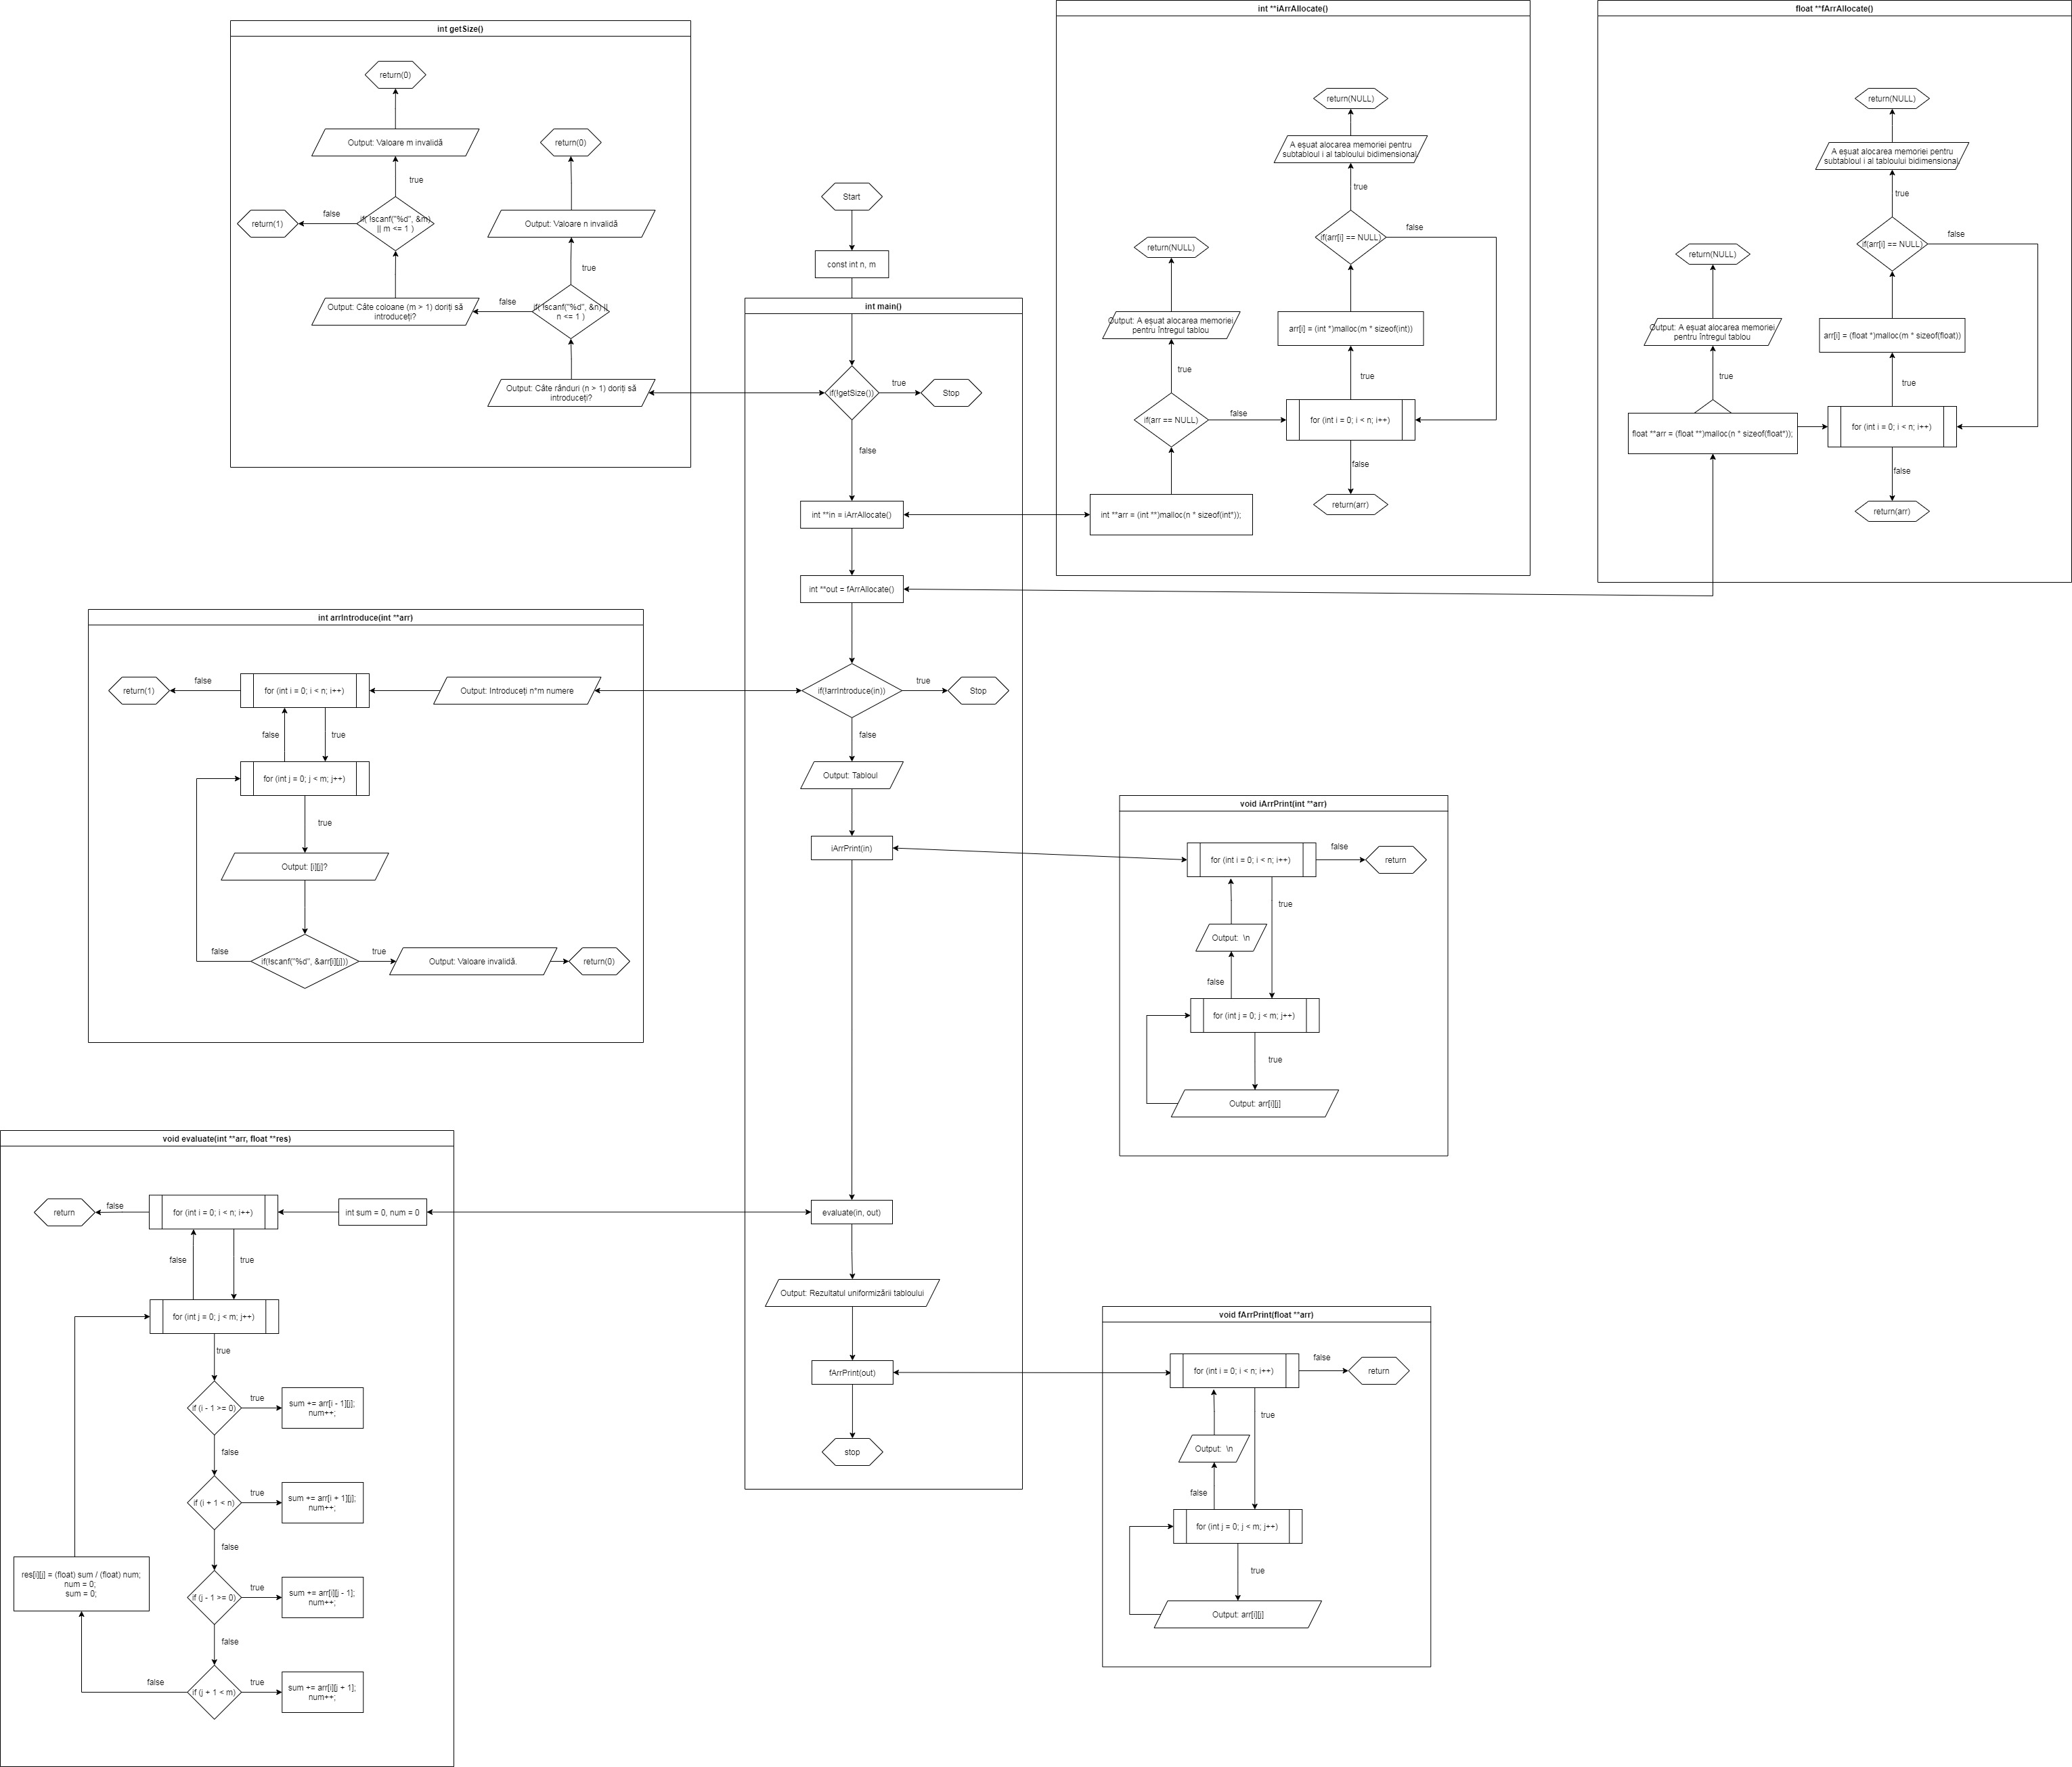 int getSize()
return(0)
Output: Valoare m invalidă
true
return(0)
Output: Valoare n invalidă
true
return(1)
false
if( !scanf("%d", &m)
|| m <= 1 )
Output: Câte coloane (m > 1) doriți să
introduceți?
false
if( !scanf("%d", &n) ||
n <= 1 )
Output: Câte rânduri (n > 1) doriți să
introduceți?
Start
const int n, m
int main()
if(!getSize())
true
Stop
false
int **in = iArrAllocate()
int **out = fArrAllocate()
if(!arrIntroduce(in))
true
Stop
false
Output: Tabloul
iArrPrint(in)
evaluate(in, out)
Output: Rezultatul uniformizării tabloului
fArrPrint(out)
stop
int **iArrAllocate()
return(NULL)
A eșuat alocarea memoriei pentru
subtabloul i al tabloului bidimensional
true
if(arr[i] == NULL)
false
return(NULL)
Output: A eșuat alocarea memoriei
pentru întregul tablou
arr[i] = (int *)malloc(m * sizeof(int))
true
true
if(arr == NULL)
false
for (int i = 0; i < n; i++)
false
int **arr = (int **)malloc(n * sizeof(int*));
return(arr)
float **fArrAllocate()
return(NULL)
A eșuat alocarea memoriei pentru
subtabloul i al tabloului bidimensional
true
if(arr[i] == NULL)
false
return(NULL)
Output: A eșuat alocarea memoriei
pentru întregul tablou
arr[i] = (float *)malloc(m * sizeof(float))
true
true
float **arr = (float **)malloc(n * sizeof(float*));
for (int i = 0; i < n; i++)
false
return(arr)
int arrIntroduce(int **arr)
return(1)
false
for (int i = 0; i < n; i++)
Output: Introduceți n*m numere
false
true
for (int j = 0; j < m; j++)
true
Output: [i][j]?
false
if(!scanf("%d", &arr[i][j]))
true
Output: Valoare invalidă.
return(0)
void iArrPrint(int **arr)
for (int i = 0; i < n; i++)
false
return
true
Output: \n
false
for (int j = 0; j < m; j++)
true
Output: arr[i][j]
void evaluate(int **arr, float **res)
return
false
for (int i = 0; i < n; i++)
int sum = 0, num = 0
false
true
for (int j = 0; j < m; j++)
true
if (i - 1 >= 0)
true
sum += arr[i - 1][j];
num++;
false
if (i + 1 < n)
true
sum += arr[i + 1][j];
num++;
false
res[i][j] = (float) sum / (float) num;
num = 0;
sum = 0;
if (j - 1 >= 0)
true
sum += arr[i][j - 1];
num++;
false
false
if (j + 1 < m)
true
sum += arr[i][j + 1];
num++;
void fArrPrint(float **arr)
for (int i = 0; i < n; i++)
false
return
true
Output: \n
false
for (int j = 0; j < m; j++)
true
Output: arr[i][j]